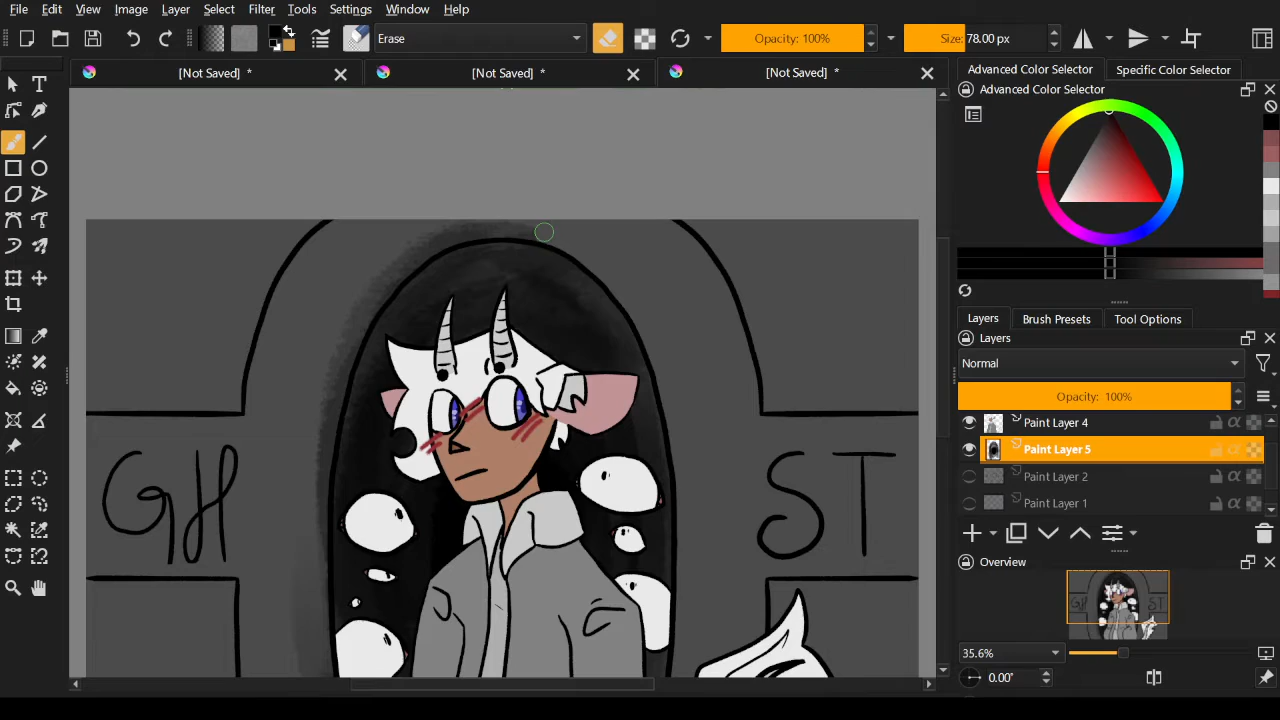 File Edit View Image Layer Select Filter Tools Settings Window Help
Erase Opacity: 100% Size: 78.00 px
[Not Saved] * [Not Saved] * [Not Saved] *
Advanced Color Selector Specific Color Selector
Advanced Color Selector
Layers Brush Presets Tool Options
Layers
Normal
Opacity: 100%
Paint Layer 4
Paint Layer 5
Paint Layer 2
Paint Layer 1
Overview
35.6%
0.00°
GH ST